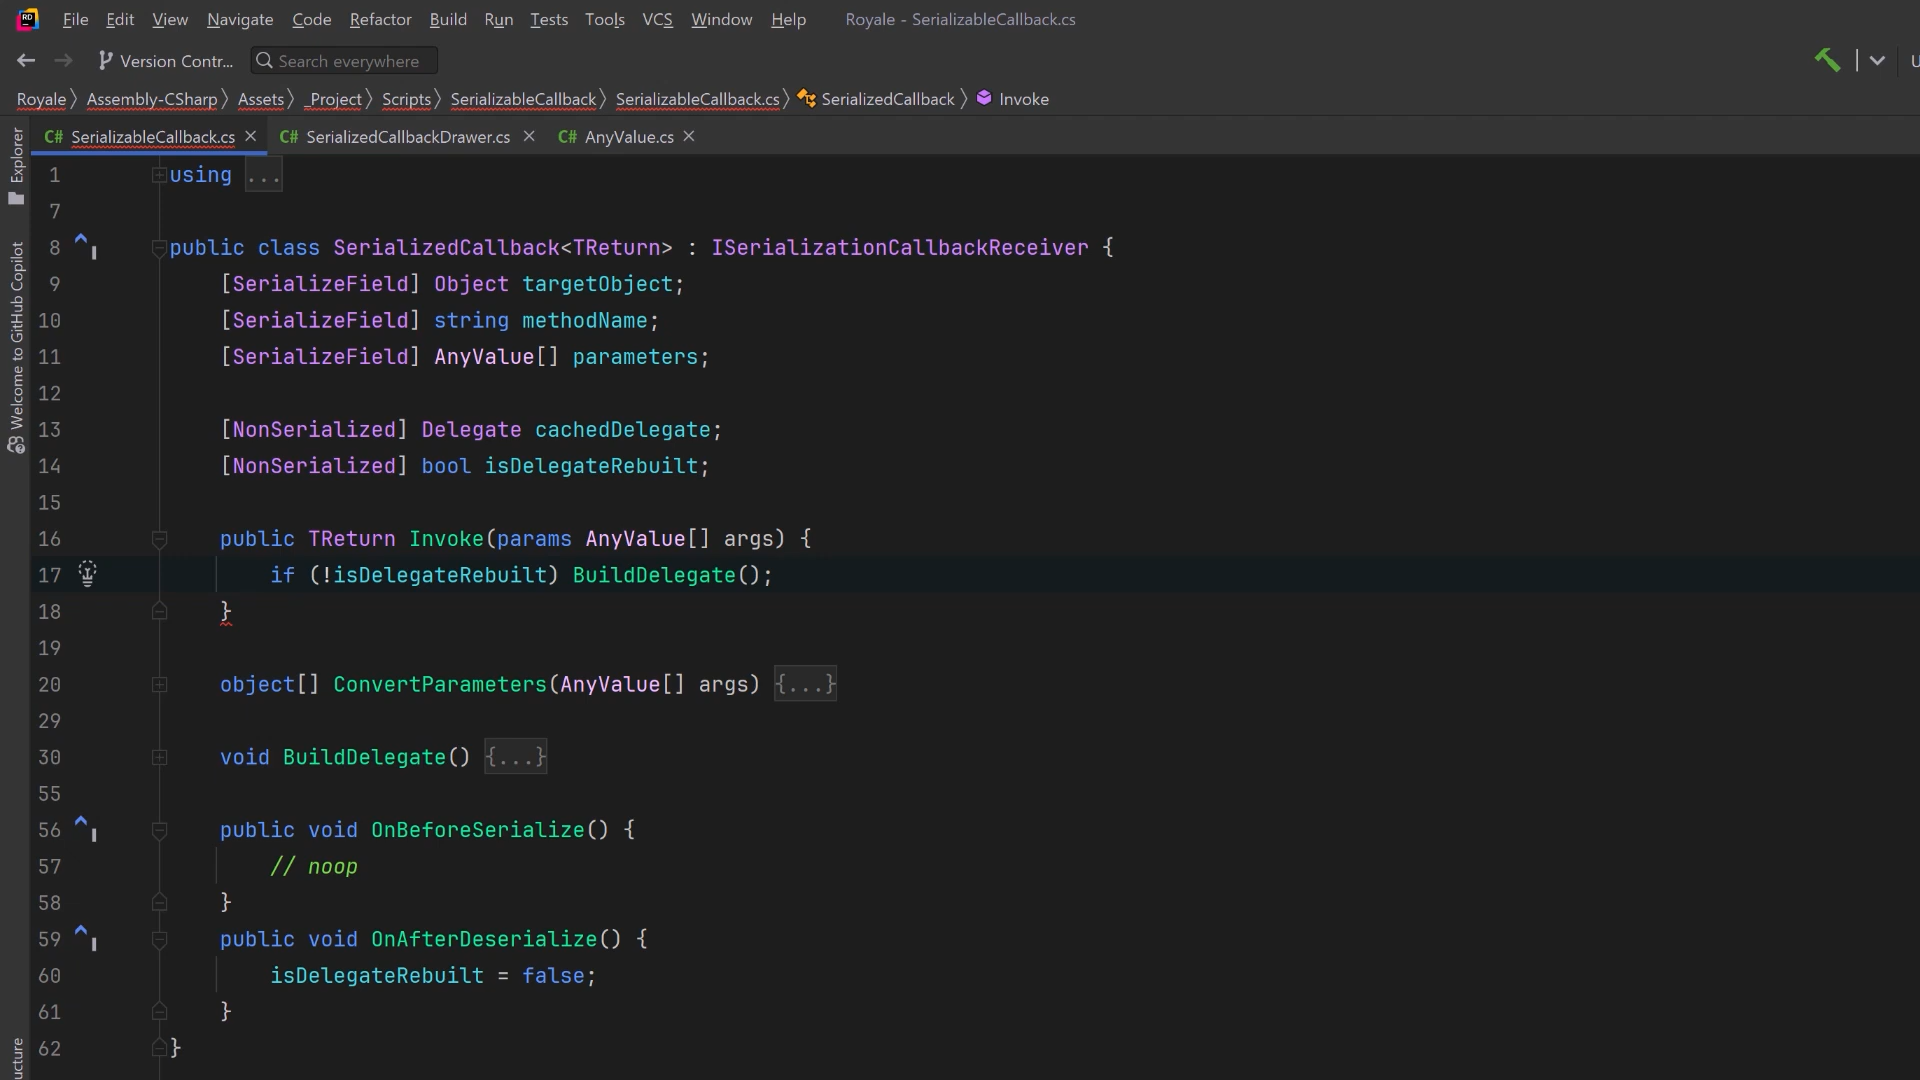 RD File Edit View Navigate Code Refactor Build Run Tests Tools VCS Window Help Royale - SerializableCallback.cs
Version Contr... Search everywhere U
Royale Assembly-CSharp Assets _Project Scripts SerializableCallback SerializableCallback.cs SerializedCallback Invoke
C# SerializableCallback.cs C# SerializedCallbackDrawer.cs C# AnyValue.cs
Explorer
Welcome to GitHub Copilot
ucture
1 using ...
7
8 public class SerializedCallback<TReturn> : ISerializationCallbackReceiver {
9 [SerializeField] Object targetObject;
10 [SerializeField] string methodName;
11 [SerializeField] AnyValue[] parameters;
12
13 [NonSerialized] Delegate cachedDelegate;
14 [NonSerialized] bool isDelegateRebuilt;
15
16 public TReturn Invoke(params AnyValue[] args) {
17 if (!isDelegateRebuilt) BuildDelegate();
18 }
19
20 object[] ConvertParameters(AnyValue[] args) {...}
29
30 void BuildDelegate() {...}
55
56 public void OnBeforeSerialize() {
57 // noop
58 }
59 public void OnAfterDeserialize() {
60 isDelegateRebuilt = false;
61 }
62 }